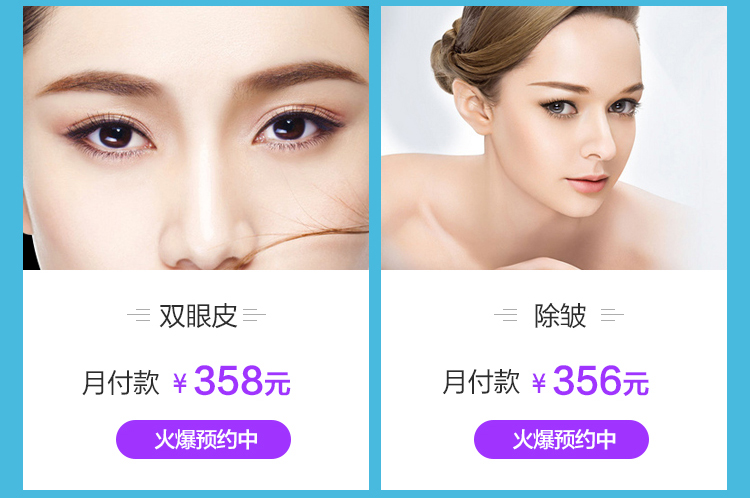 双眼皮
月付款 ¥358元
火爆预约中
除皱
月付款 ¥356元
火爆预约中